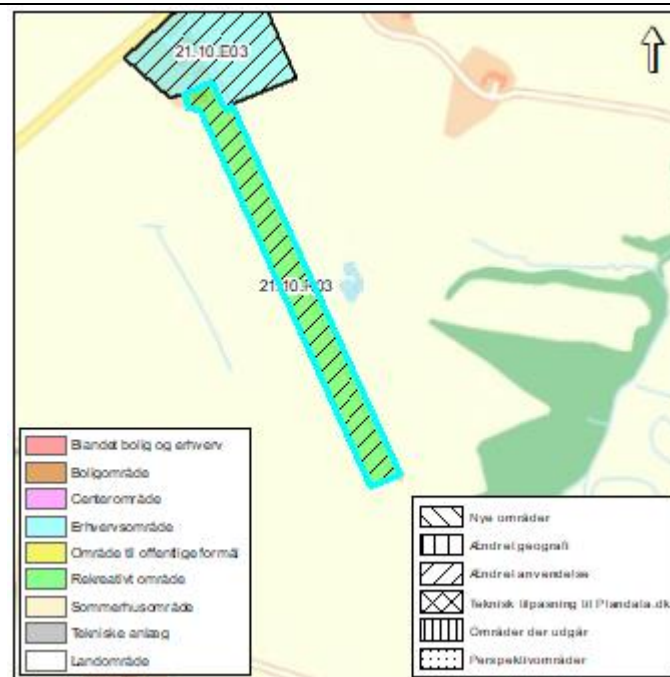 21.10.E03
21.10.R03
Blandet bolig og erhverv
Boligområde
Centerområde
Erhvervsområde
Område til offentlige formål
Rekreativt område
Sommerhusområde
Tekniske anlæg
Landområde
Nye områder
Ændret geografi
Ændret anvendelse
Teknisk tilpasning til Plandata.dk
Områder der udgår
Perspektivområder